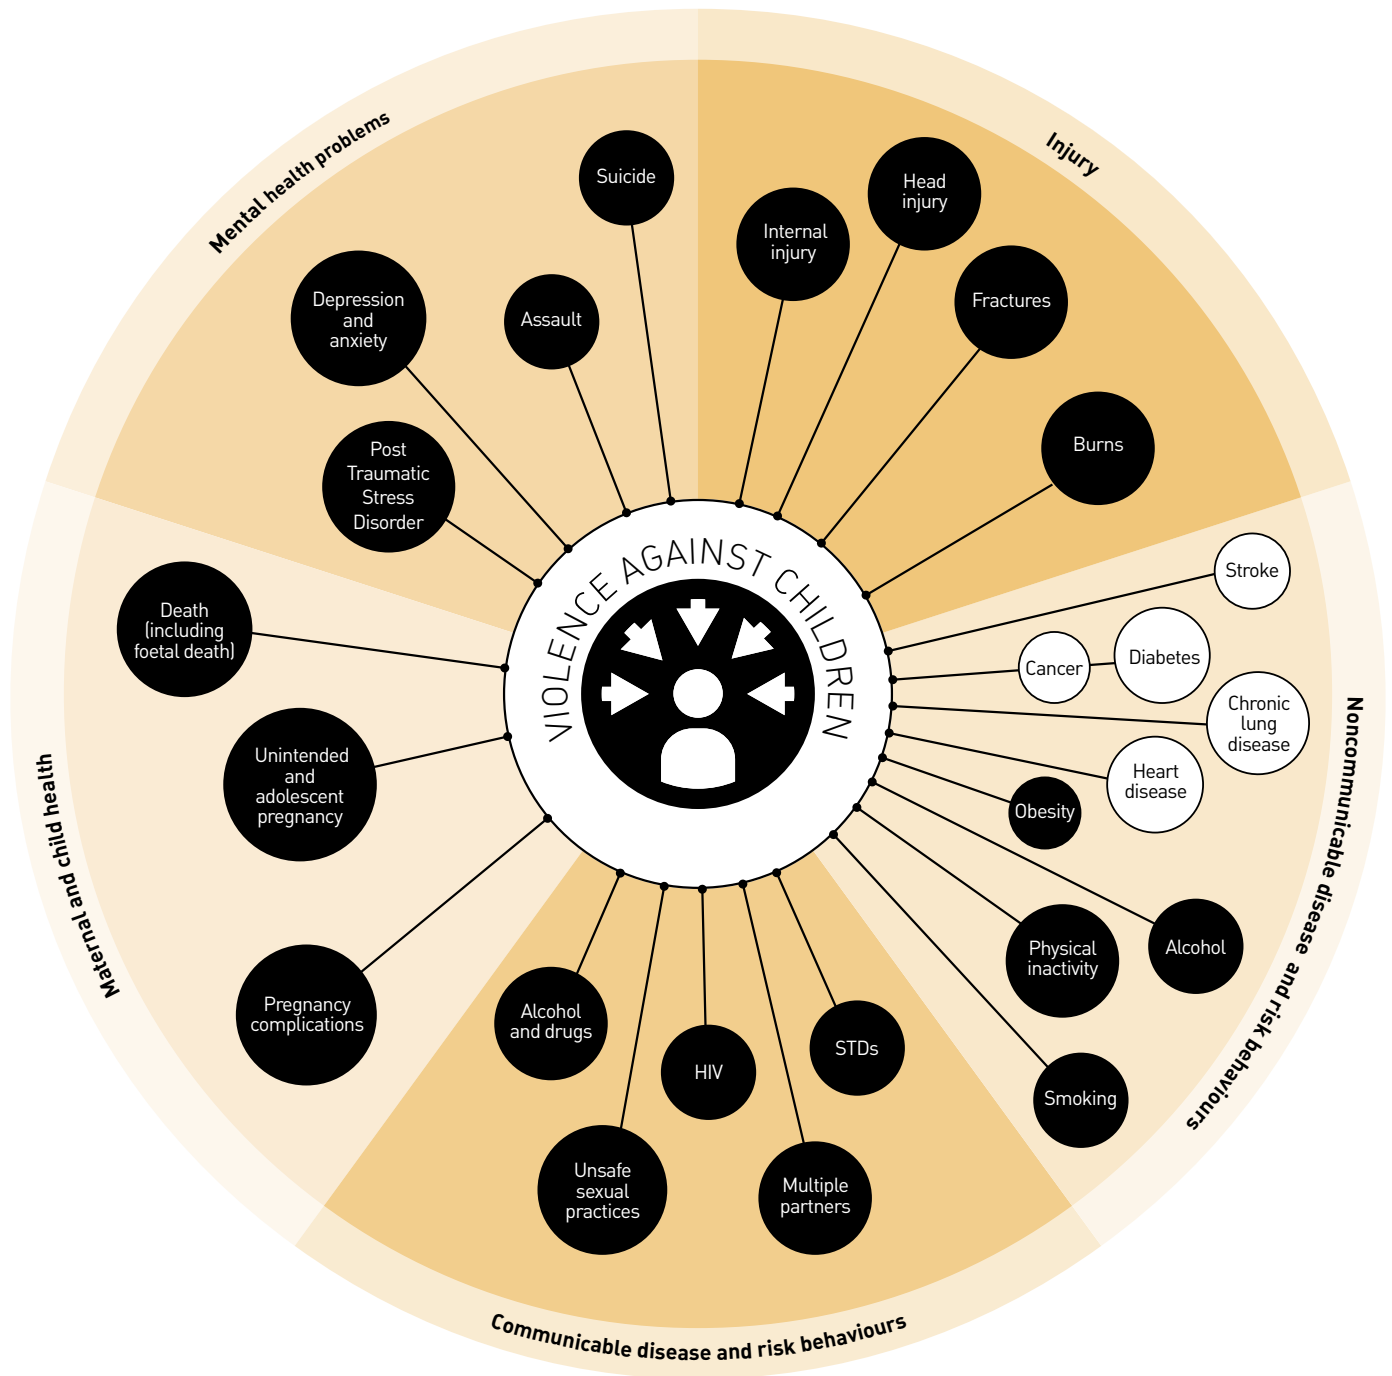 Mental health problems
Suicide
Assault
Depression
and
anxiety
Post
Traumatic
Stress
Disorder
Injury
Internal
injury
Head
injury
Fractures
Burns
VIOLENCE AGAINST CHILDREN
Noncommunicable disease and risk behaviours
Stroke
Cancer
Diabetes
Chronic
lung
disease
Heart
disease
Obesity
Alcohol
Physical
inactivity
Smoking
Communicable disease and risk behaviours
STDs
Multiple
partners
HIV
Unsafe
sexual
practices
Alcohol
and drugs
Maternal and child health
Death
(including
foetal death)
Unintended
and
adolescent
pregnancy
Pregnancy
complications